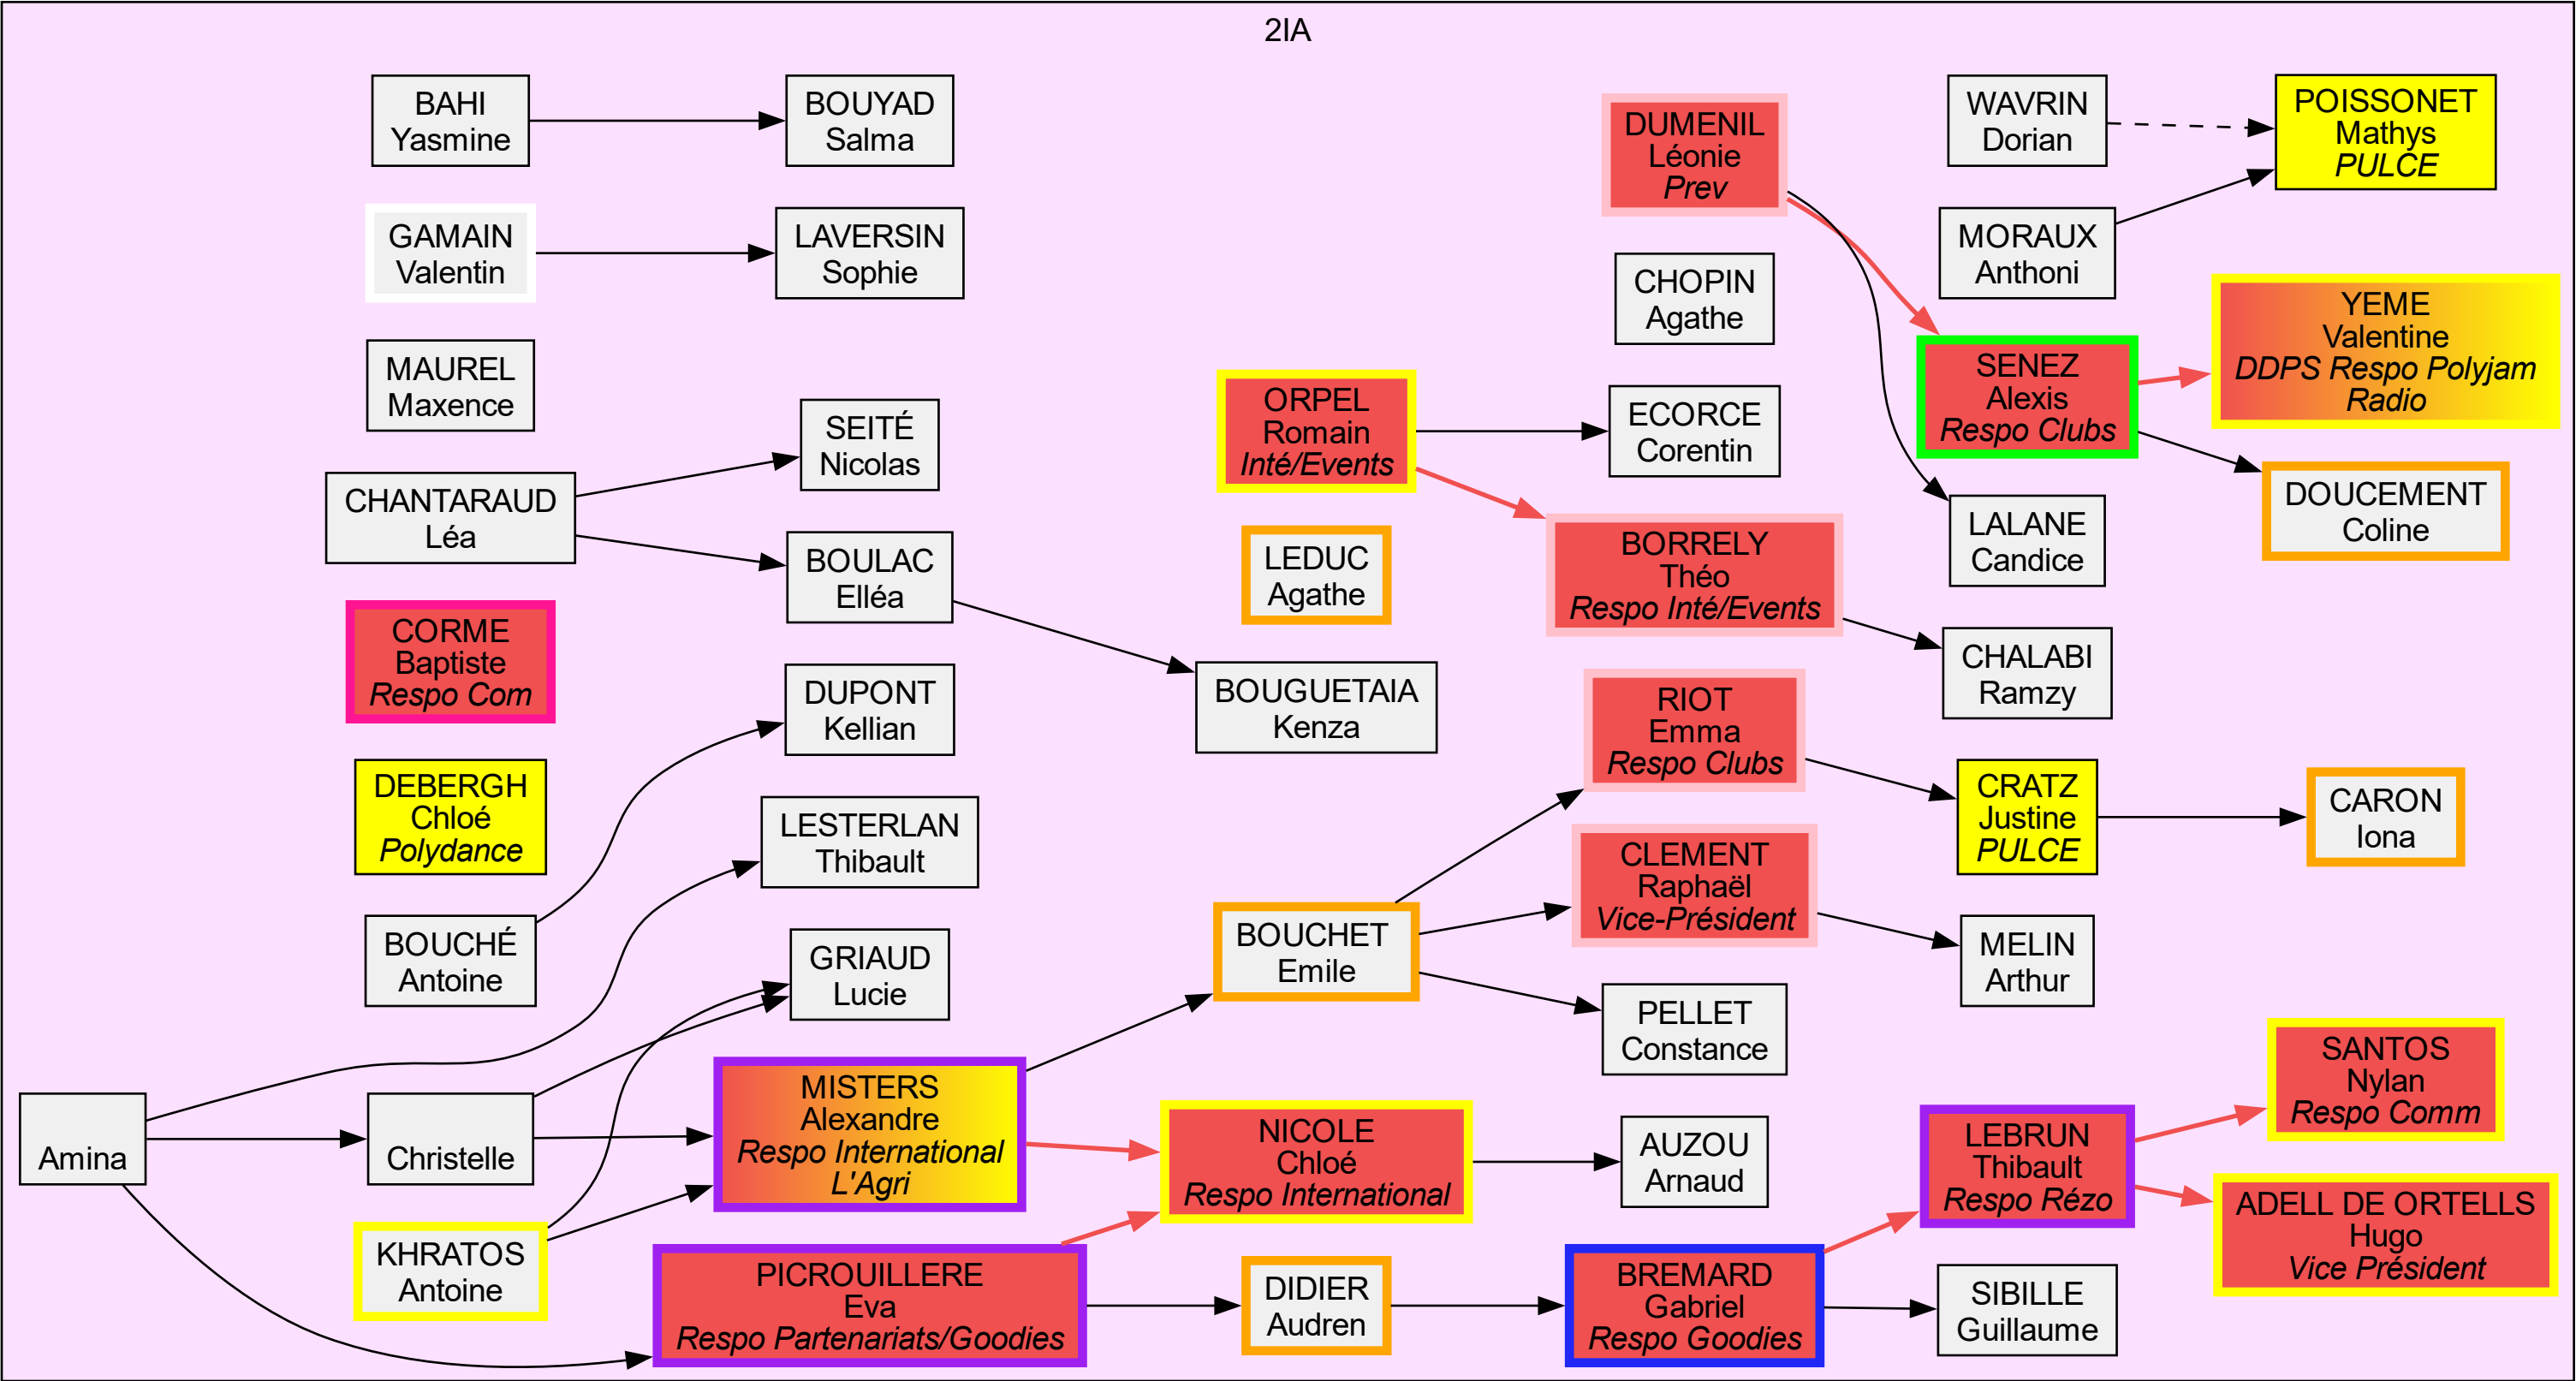 2IA
BAHI
Yasmine
BOUYAD
Salma
GAMAIN
Valentin
LAVERSIN
Sophie
MAUREL
Maxence
CHANTARAUD
Léa
SEITÉ
Nicolas
BOULAC
Elléa
CORME
Baptiste
Respo Com
DEBERGH
Chloé
Polydance
BOUCHÉ
Antoine
DUPONT
Kellian
LESTERLAN
Thibault
GRIAUD
Lucie
Amina
Christelle
KHRATOS
Antoine
MISTERS
Alexandre
Respo International
L'Agri
PICROUILLERE
Eva
Respo Partenariats/Goodies
ORPEL
Romain
Inté/Events
LEDUC
Agathe
BOUGUETAIA
Kenza
BOUCHET
Emile
NICOLE
Chloé
Respo International
DIDIER
Audren
DUMENIL
Léonie
Prev
CHOPIN
Agathe
ECORCE
Corentin
BORRELY
Théo
Respo Inté/Events
RIOT
Emma
Respo Clubs
CLEMENT
Raphaël
Vice-Président
PELLET
Constance
AUZOU
Arnaud
BREMARD
Gabriel
Respo Goodies
WAVRIN
Dorian
MORAUX
Anthoni
SENEZ
Alexis
Respo Clubs
LALANE
Candice
CHALABI
Ramzy
CRATZ
Justine
PULCE
MELIN
Arthur
LEBRUN
Thibault
Respo Rézo
SIBILLE
Guillaume
POISSONET
Mathys
PULCE
YEME
Valentine
DDPS Respo Polyjam
Radio
DOUCEMENT
Coline
CARON
Iona
SANTOS
Nylan
Respo Comm
ADELL DE ORTELLS
Hugo
Vice Président